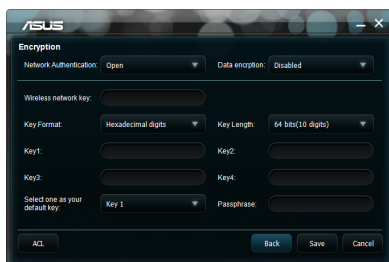 ASUS
Encryption
Network Authentication: Open Data encrption: Disabled
Wireless network key:
Key Format: Hexadecimal digits Key Length: 64 bits(10 digits)
Key1: Key2:
Key3: Key4:
Select one as your
default key: Key 1 Passphrase:
ACL Back Save Cancel